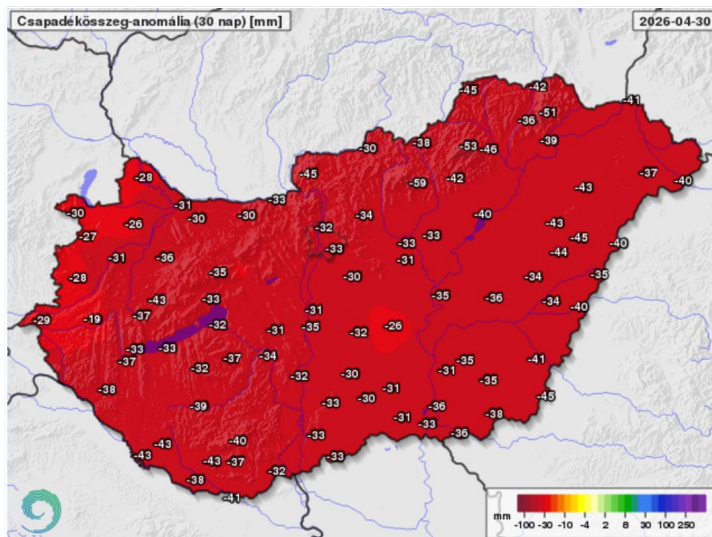 Csapadékösszeg-anomália (30 nap) [mm]
2026-04-30
-45 -42
-41
-51
-36
-30 -38 -53 -46 -39
-28 -45 -59 -42 -37 -40
-43
-30 -31 -30 -30 -33 -34 -40
-27 -26 -32 -33 -43 -45 -40
-31 -36 -33 -33 -31 -44
-28 -35 -30 -34 -35
-43 -33 -35 -36 -34 -40
-29 -19 -37 -32 -31 -31 -35 -32 -26
-33 -33 -34
-37 -32 -37 -32 -30 -35 -31 -35 -41
-38 -39 -33 -30 -31 -36 -38 -45
-31 -33 -36
-43 -43 -40 -33
-43 -37 -32 -33
-38 -41
mm
-100 -30 -10 -4 2 8 30 100 250